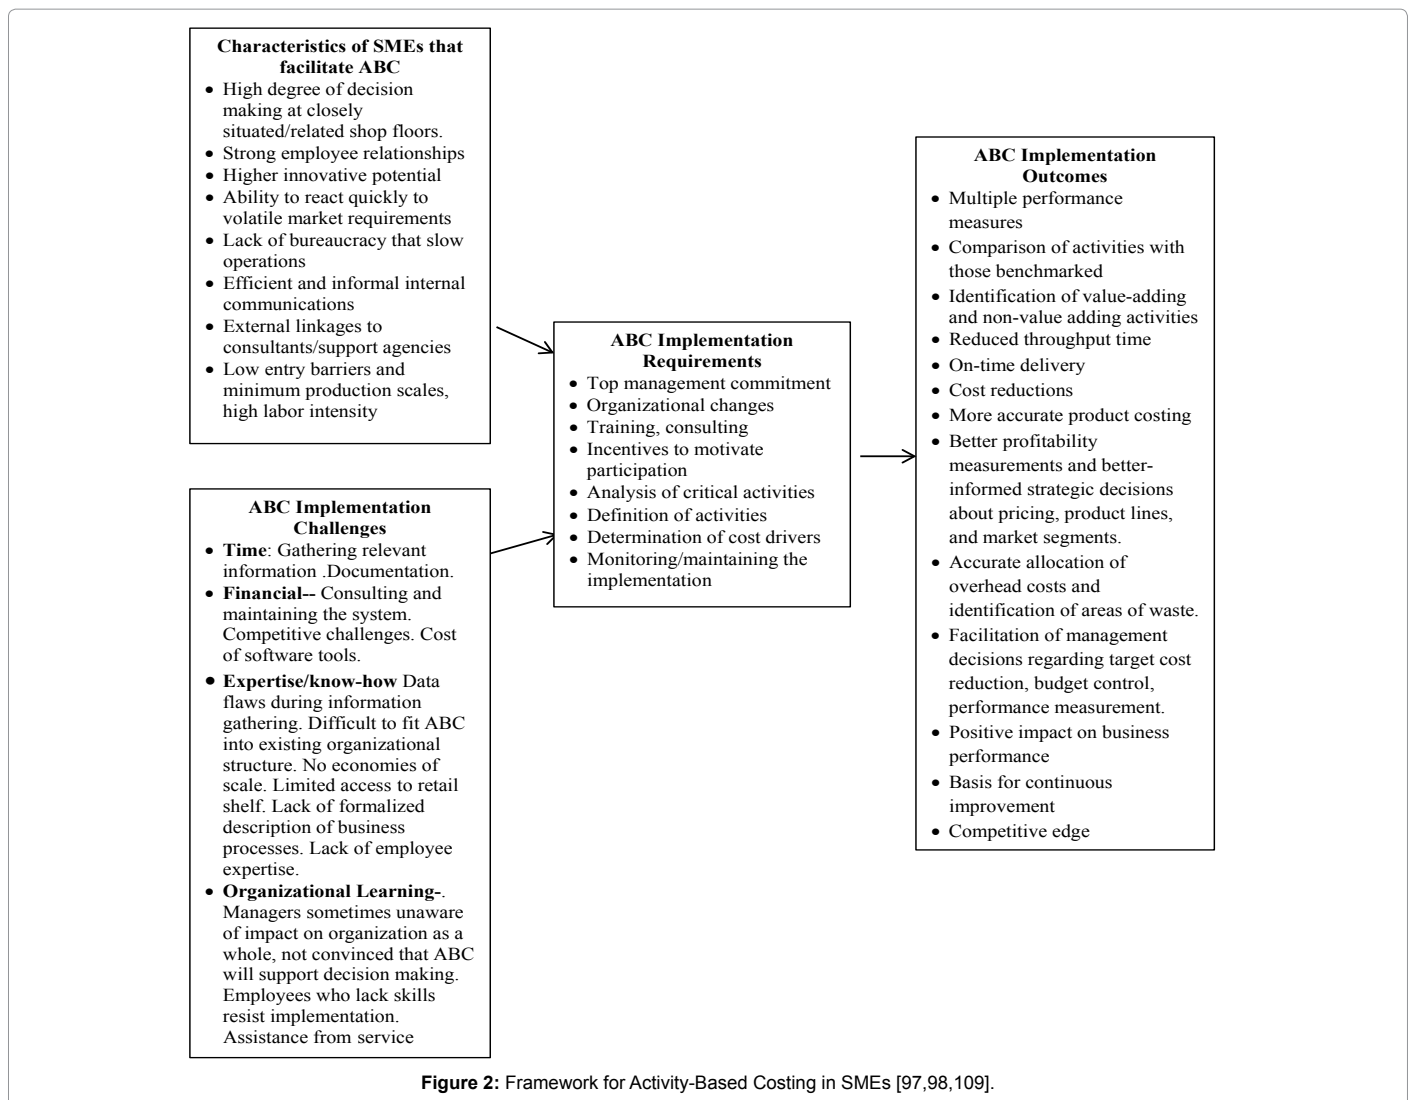 Characteristics of SMEs that
facilitate ABC
• High degree of decision
making at closely
situated/related shop floors.
• Strong employee relationships
• Higher innovative potential
• Ability to react quickly to
volatile market requirements
• Lack of bureaucracy that slow
operations
• Efficient and informal internal
communications
• External linkages to
consultants/support agencies
• Low entry barriers and
minimum production scales,
high labor intensity
ABC Implementation
Challenges
• Time: Gathering relevant
information .Documentation.
• Financial-- Consulting and
maintaining the system.
Competitive challenges. Cost
of software tools.
• Expertise/know-how Data
flaws during information
gathering. Difficult to fit ABC
into existing organizational
structure. No economies of
scale. Limited access to retail
shelf. Lack of formalized
description of business
processes. Lack of employee
expertise.
• Organizational Learning-.
Managers sometimes unaware
of impact on organization as a
whole, not convinced that ABC
will support decision making.
Employees who lack skills
resist implementation.
Assistance from service
ABC Implementation
Requirements
• Top management commitment
• Organizational changes
• Training, consulting
• Incentives to motivate
participation
• Analysis of critical activities
• Definition of activities
• Determination of cost drivers
• Monitoring/maintaining the
implementation
ABC Implementation
Outcomes
• Multiple performance
measures
• Comparison of activities with
those benchmarked
• Identification of value-adding
and non-value adding activities
• Reduced throughput time
• On-time delivery
• Cost reductions
• More accurate product costing
• Better profitability
measurements and better-
informed strategic decisions
about pricing, product lines,
and market segments.
• Accurate allocation of
overhead costs and
identification of areas of waste.
• Facilitation of management
decisions regarding target cost
reduction, budget control,
performance measurement.
• Positive impact on business
performance
• Basis for continuous
improvement
• Competitive edge
Figure 2: Framework for Activity-Based Costing in SMEs [97,98,109].